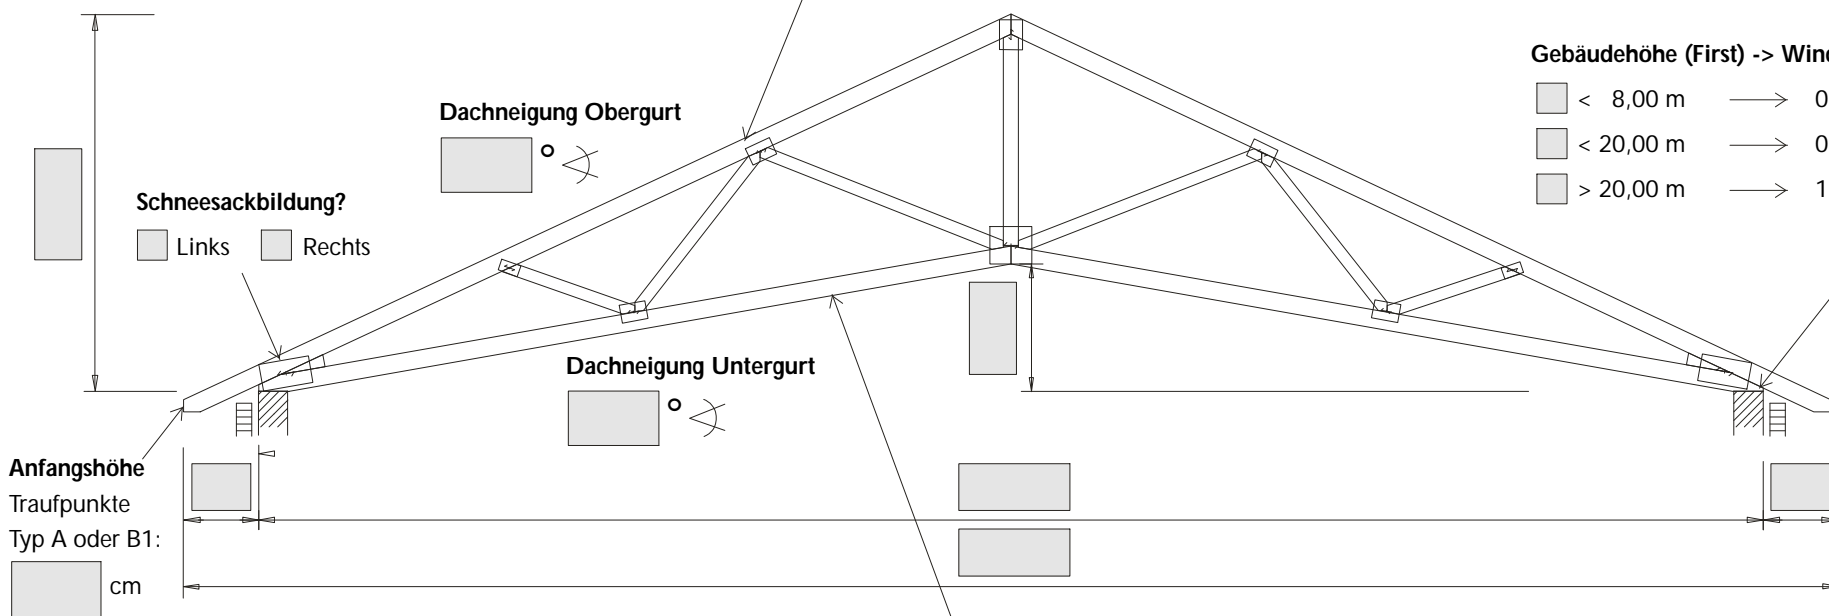 Gebäudehöhe (First) -> Wind
< 8,00 m 0
< 20,00 m 0
> 20,00 m 1
Dachneigung Obergurt
°
Schneesackbildung?
Links Rechts
Dachneigung Untergurt
°
Anfangshöhe
Traufpunkte
Typ A oder B1:
cm